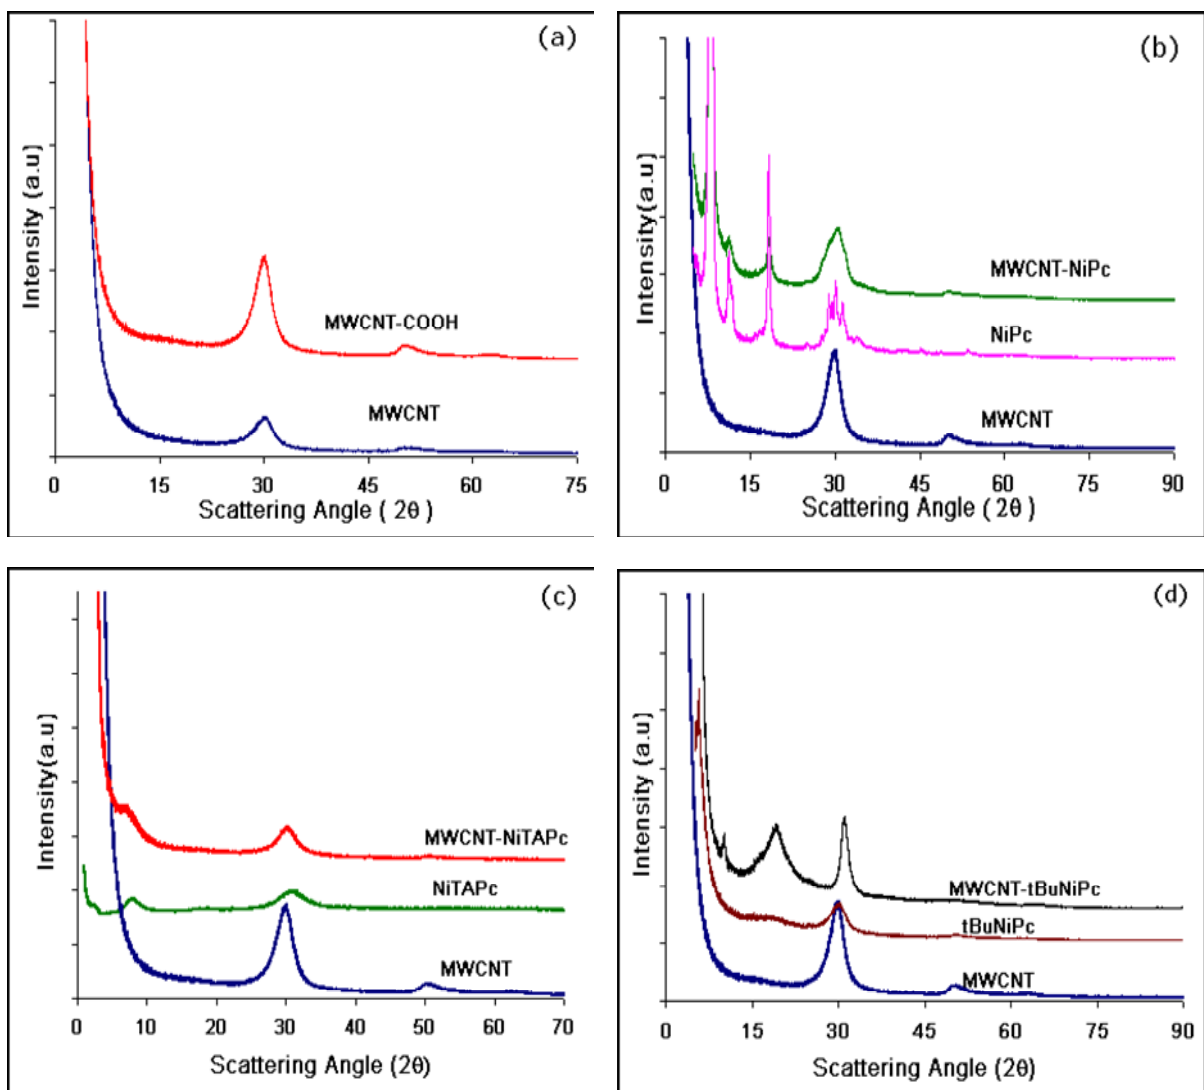 (a)
Intensity (a.u)
MWCNT-COOH
MWCNT
0 15 30 45 60 75
Scattering Angle ( 2θ )
(b)
Intensity(a.u)
MWCNT-NiPc
NiPc
MWCNT
0 15 30 45 60 75 90
Scattering Angle ( 2θ )
(c)
Intensity(a.u)
MWCNT-NiTAPc
NiTAPc
MWCNT
0 10 20 30 40 50 60 70
Scattering Angle (2θ)
(d)
Intensity (a.u)
MWCNT-tBuNiPc
tBuNiPc
MWCNT
0 15 30 45 60 75 90
Scattering Angle (2θ)